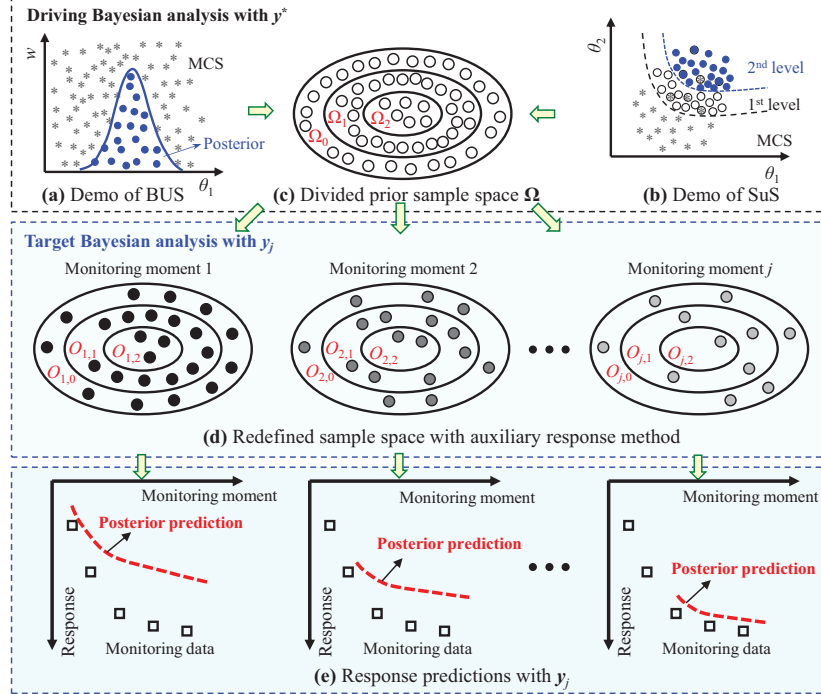 Driving Bayesian analysis with y*
w
MCS
Posterior
θ1
(a) Demo of BUS
Ω0
Ω1
Ω2
(c) Divided prior sample space Ω
θ2
2nd level
1st level
MCS
θ1
(b) Demo of SuS
Target Bayesian analysis with yj
Monitoring moment 1
O1,0
O1,1
O1,2
Monitoring moment 2
O2,0
O2,1
O2,2
Monitoring moment j
Oj,0
Oj,1
Oj,2
(d) Redefined sample space with auxiliary response method
Monitoring moment
Posterior prediction
Response
Monitoring data
Monitoring moment
Posterior prediction
Response
Monitoring data
Monitoring moment
Posterior prediction
Response
Monitoring data
(e) Response predictions with yj